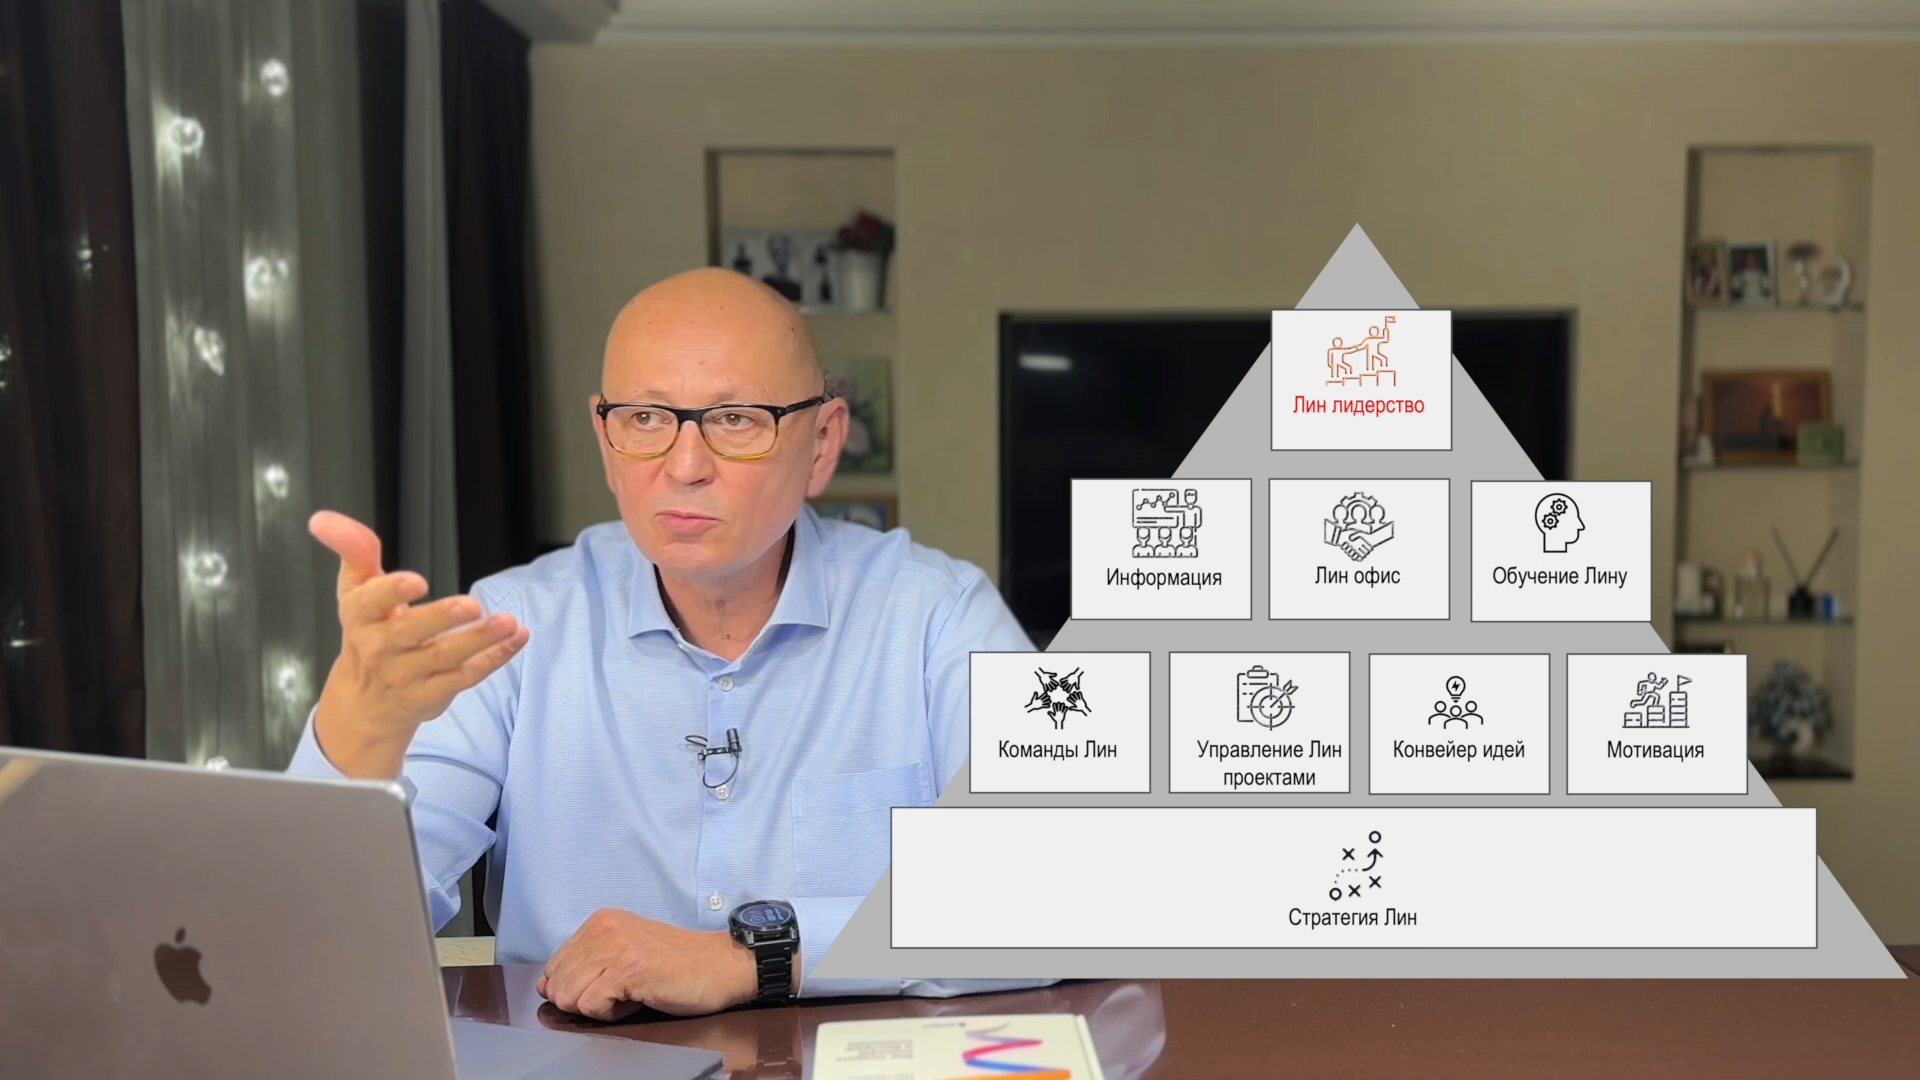 Лин лидерство
Информация
Лин офис
Обучение Лину
Команды Лин
Управление Лин
проектами
Конвейер идей
Мотивация
Стратегия Лин